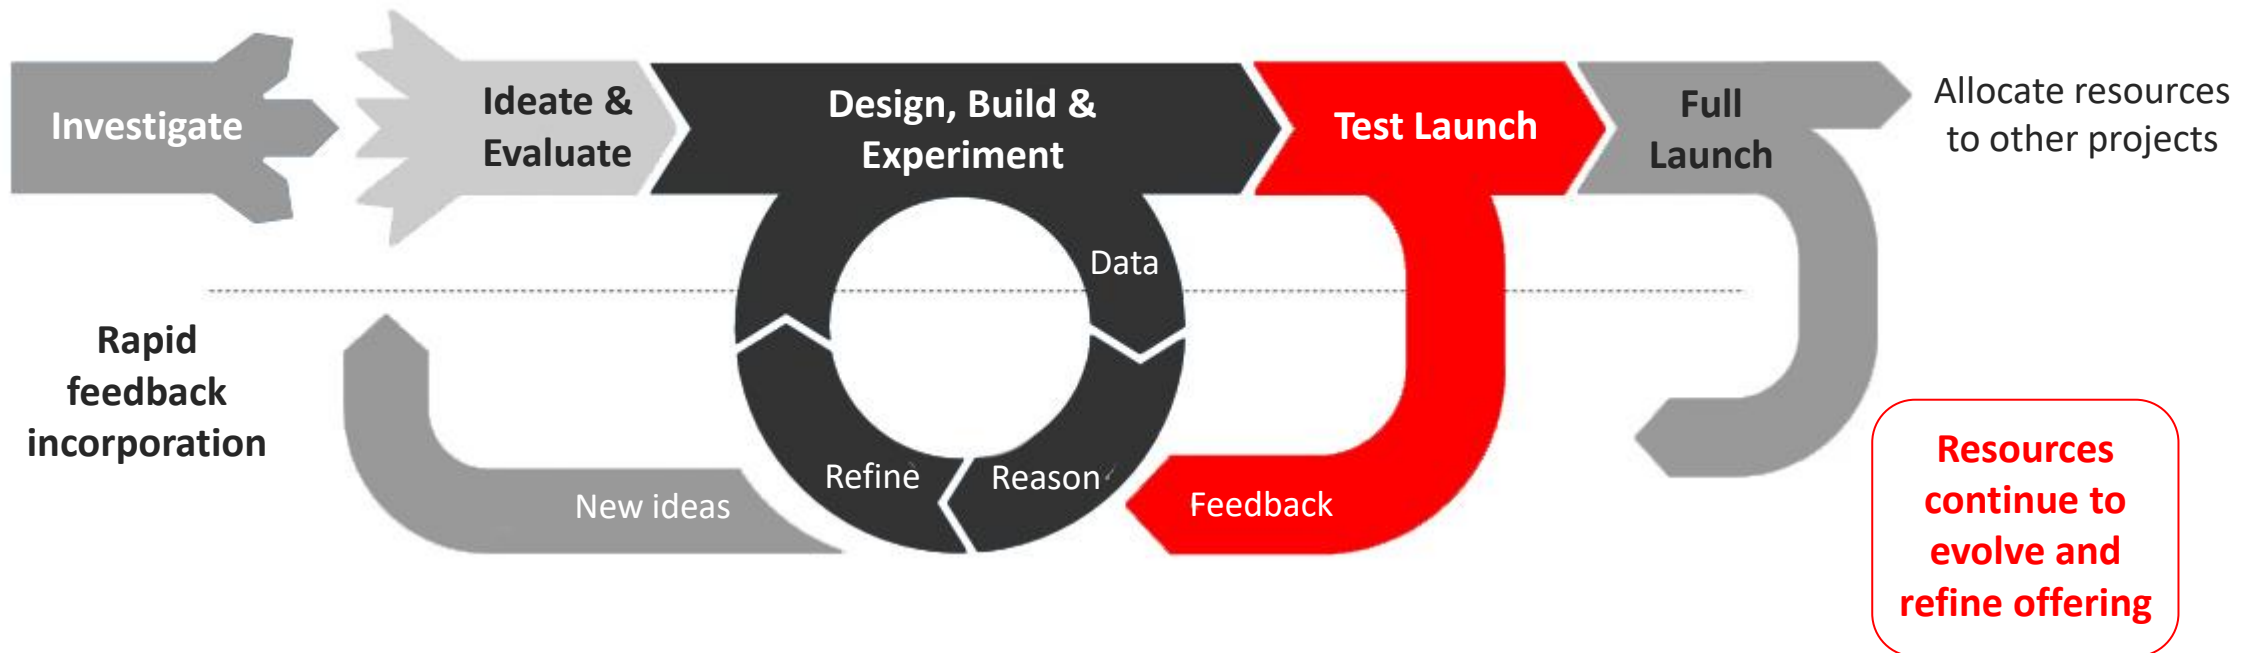 Investigate
Ideate &
Evaluate
Design, Build &
Experiment
Test Launch
Full
Launch
Allocate resources
to other projects
Data
Rapid
feedback
incorporation
New ideas
Refine
Reason
Feedback
Resources
continue to
evolve and
refine offering